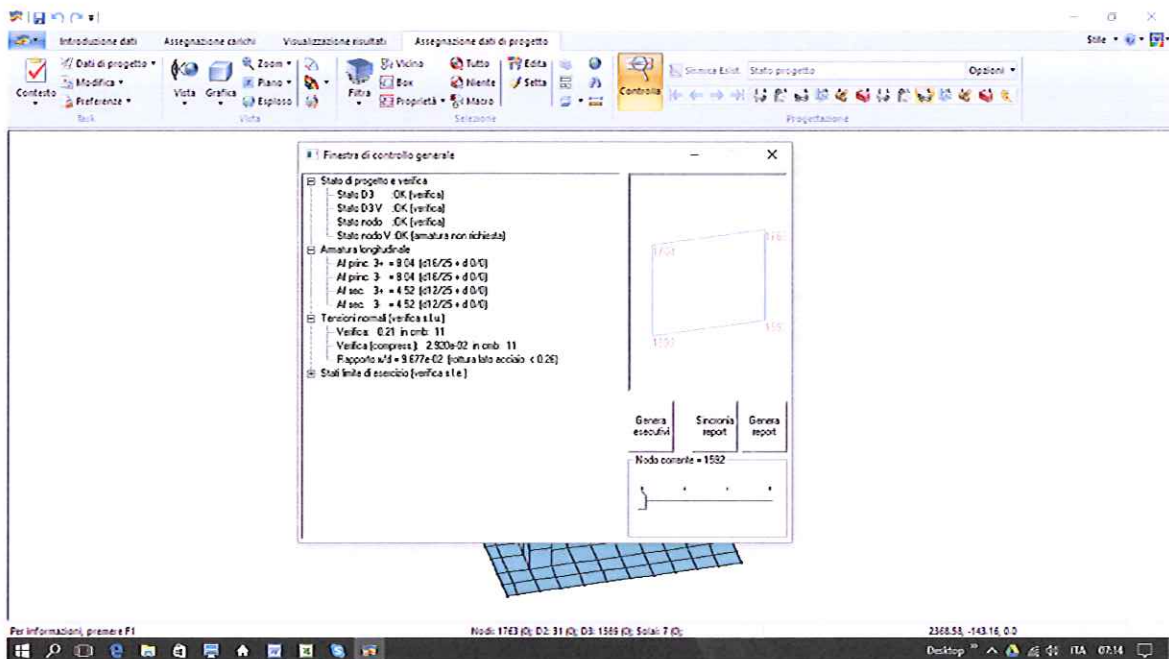 Introduzione dati Assegnazione carichi Visualizzazione risultati Assegnazione dati di progetto Stile
Contesto
Dati di progetto
Modifica
Preferenze
Task
Vista
Grafica
Zoom
Piano
Esploso
Vista
Filtra
Vicino
Box
Proprietà
Tutto
Niente
Macro
Edita
Setta
Selezione
Controlla
Sismica Esist. Stato progetto Opzioni
Progettazione
Finestra di controllo generale
Stato di progetto e verifica
Stato D3 :OK (verifica)
Stato D3 V :OK (verifica)
Stato nodo :OK (verifica)
Stato nodo V :OK (armatura non richiesta)
Armatura longitudinale
Af princ. 3+ = 8.04 (d16/25 + d 0/0)
Af princ. 3- = 8.04 (d16/25 + d 0/0)
Af sec. 3+ = 4.52 (d12/25 + d 0/0)
Af sec. 3- = 4.52 (d12/25 + d 0/0)
Tensioni normali (verifica s.l.u.)
Verifica: 0.21 in cmb: 11
Verifica (compress.): 2.920e-02 in cmb: 11
Rapporto x/d = 9.677e-02 (rottura lato acciaio < 0.26)
Stati limite di esercizio (verifica s.l.e.)
Genera esecutivi
Sincronia report
Genera report
Nodo corrente = 1592
Per informazioni, premere F1 Nodi: 1763 (0); D2: 31 (0); D3: 1569 (0); Solai: 7 (0); 2368.58, -143.16, 0.0
Desktop ITA 07:14